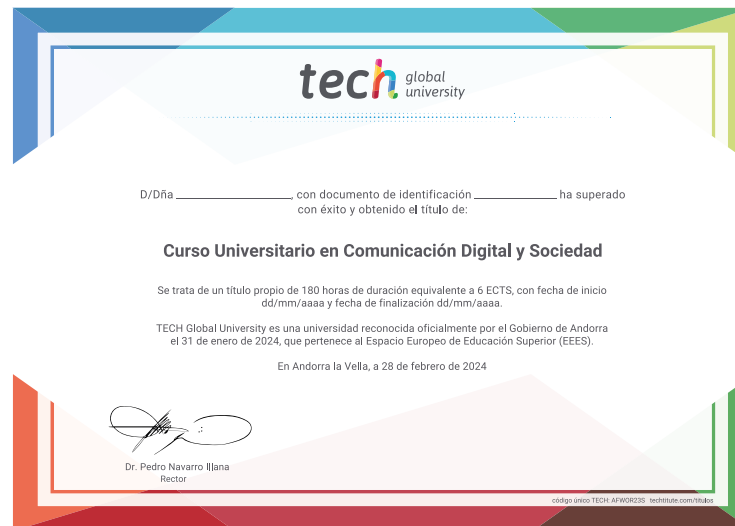 tech global
university
D/Dña ____________________, con documento de identificación ______________ ha superado
con éxito y obtenido el título de:
Curso Universitario en Comunicación Digital y Sociedad
Se trata de un título propio de 180 horas de duración equivalente a 6 ECTS, con fecha de inicio
dd/mm/aaaa y fecha de finalización dd/mm/aaaa.
TECH Global University es una universidad reconocida oficialmente por el Gobierno de Andorra
el 31 de enero de 2024, que pertenece al Espacio Europeo de Educación Superior (EEES).
En Andorra la Vella, a 28 de febrero de 2024
Dr. Pedro Navarro Illana
Rector
código único TECH: AFWOR23S techtitute.com/titulos